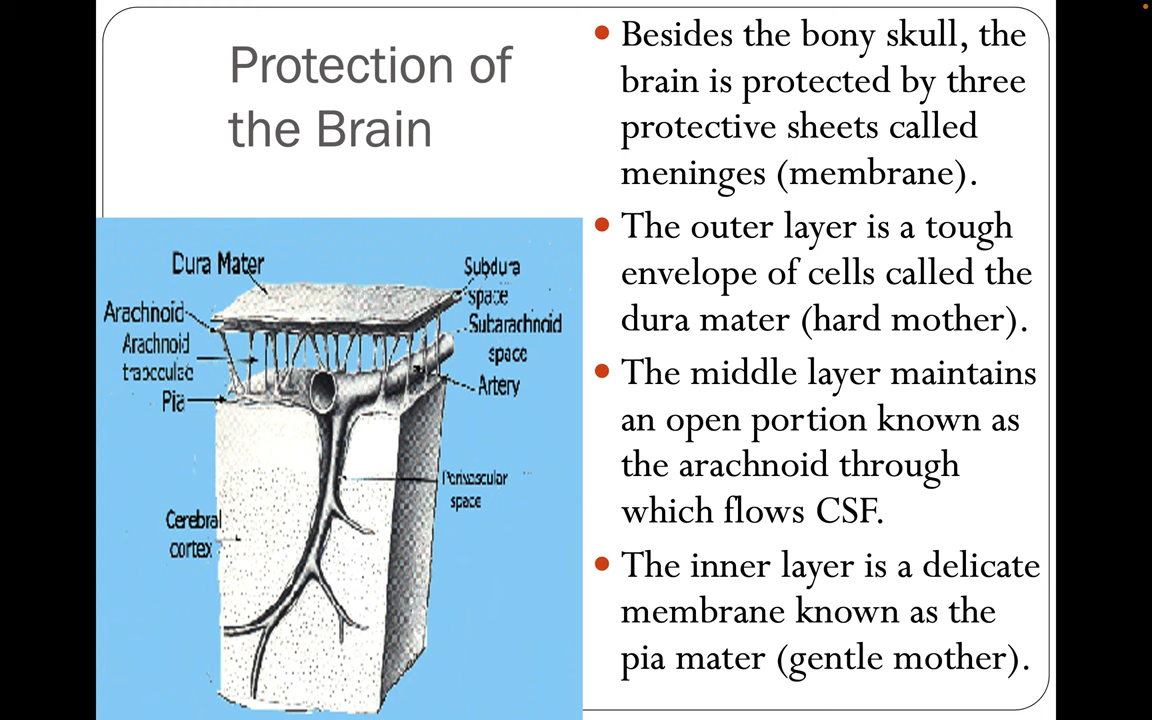 Protection of
the Brain
Dura Mater
Arachnoid
Arachnoid
trabeculae
Pia
Cerebral
cortex
Subdura
space
Subarachnoid
space
Artery
Perivascular
space
• Besides the bony skull, the
brain is protected by three
protective sheets called
meninges (membrane).
• The outer layer is a tough
envelope of cells called the
dura mater (hard mother).
• The middle layer maintains
an open portion known as
the arachnoid through
which flows CSF.
• The inner layer is a delicate
membrane known as the
pia mater (gentle mother).